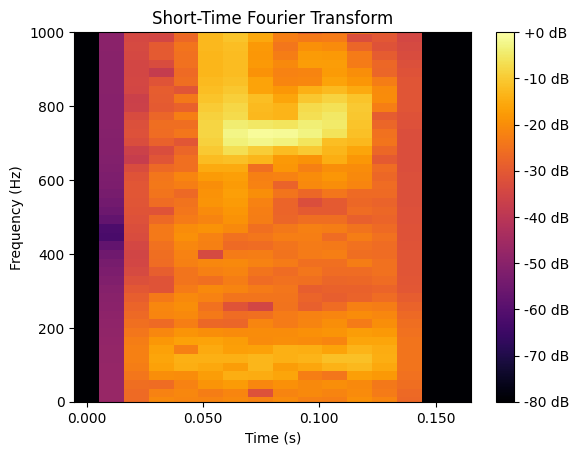 Short-Time Fourier Transform
Frequency (Hz)
1000
800
600
400
200
0
0.000 0.050 0.100 0.150
Time (s)
+0 dB
-10 dB
-20 dB
-30 dB
-40 dB
-50 dB
-60 dB
-70 dB
-80 dB